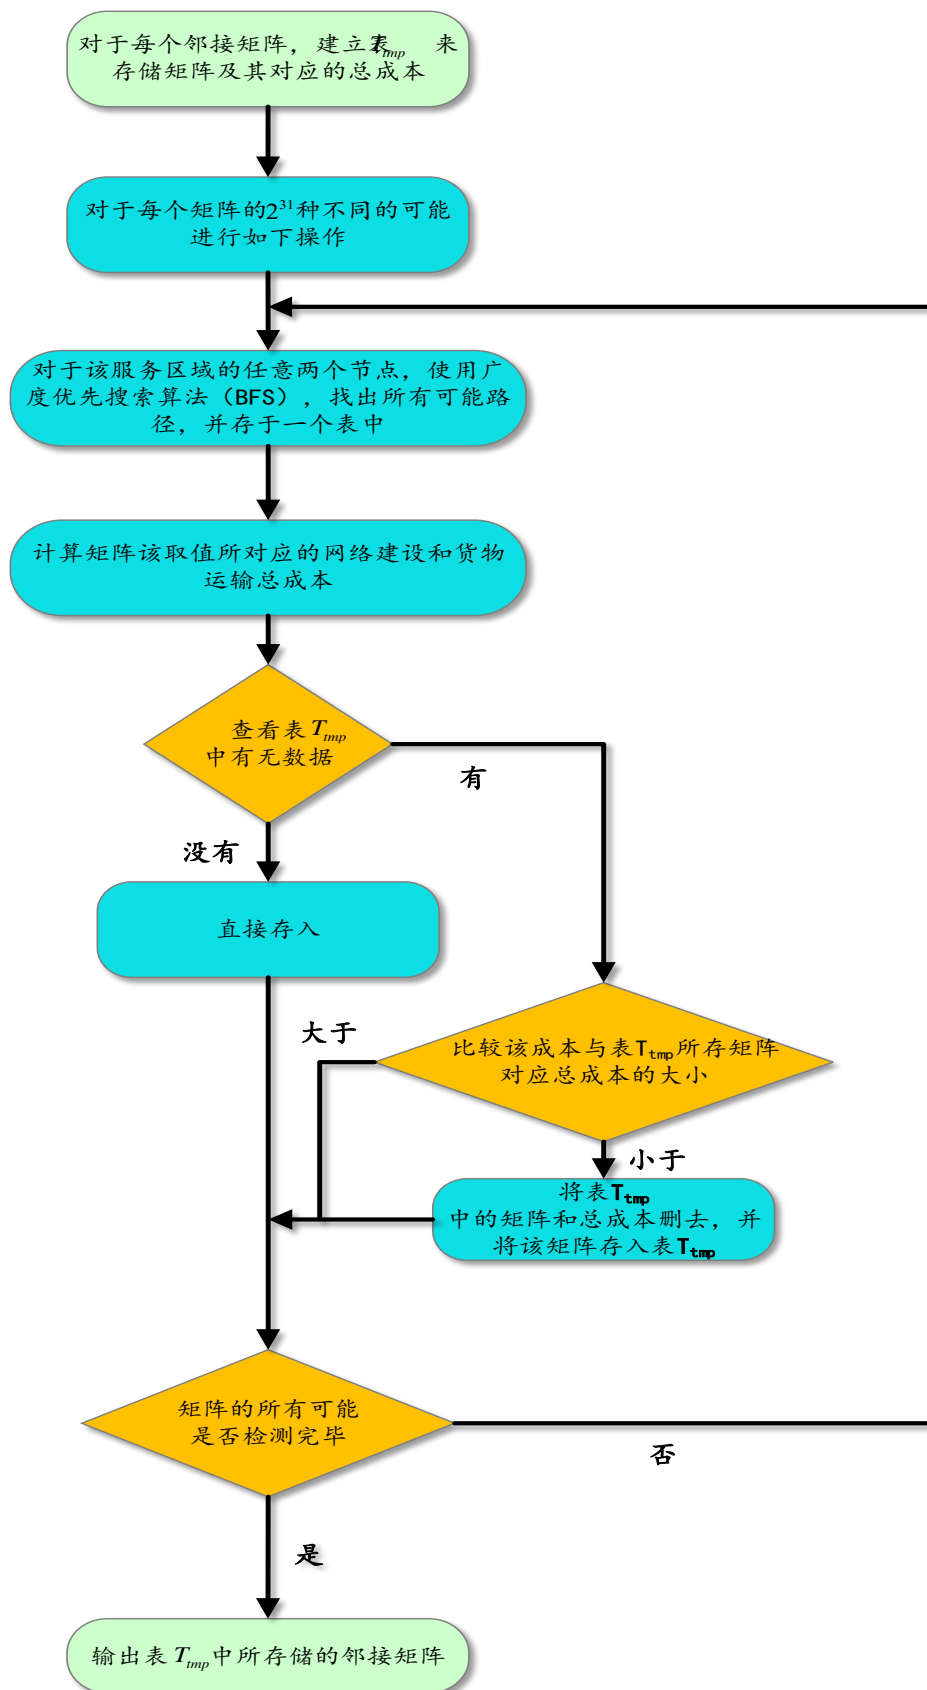 对于每个邻接矩阵，建立表Ttmp 来
存储矩阵及其对应的总成本
对于每个矩阵的2³¹种不同的可能
进行如下操作
对于该服务区域的任意两个节点，使用广
度优先搜索算法（BFS），找出所有可能路
径，并存于一个表中
计算矩阵该取值所对应的网络建设和货物
运输总成本
查看表Ttmp
中有无数据
有
没有
直接存入
大于
比较该成本与表Ttmp所存矩阵
对应总成本的大小
小于
将表Ttmp
中的矩阵和总成本删去，并
将该矩阵存入表Ttmp
矩阵的所有可能
是否检测完毕
否
是
输出表Ttmp中所存储的邻接矩阵